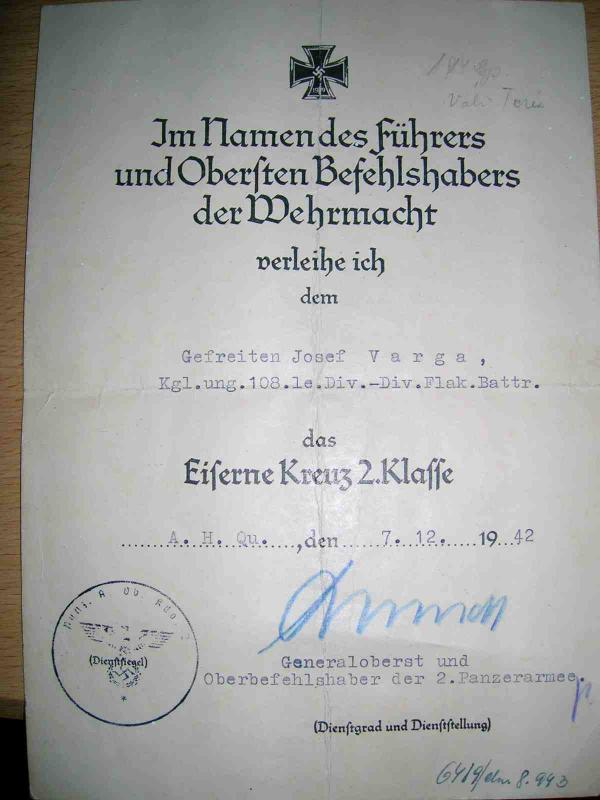 1939
Im Namen des Führers
und Obersten Befehlshabers
der Wehrmacht
verleihe ich
dem
Gefreiten Josef Varga,
Kgl.ung.108.le.Div.-Div.Flak.Battr.
das
Eiserne Kreuz 2.Klasse
A. H. Qu. ,den 7. 12. 19 42
(Dienstsiegel)
Generaloberst und
Oberbefehlshaber der 2.Panzerarmee.
(Dienstgrad und Dienststellung)